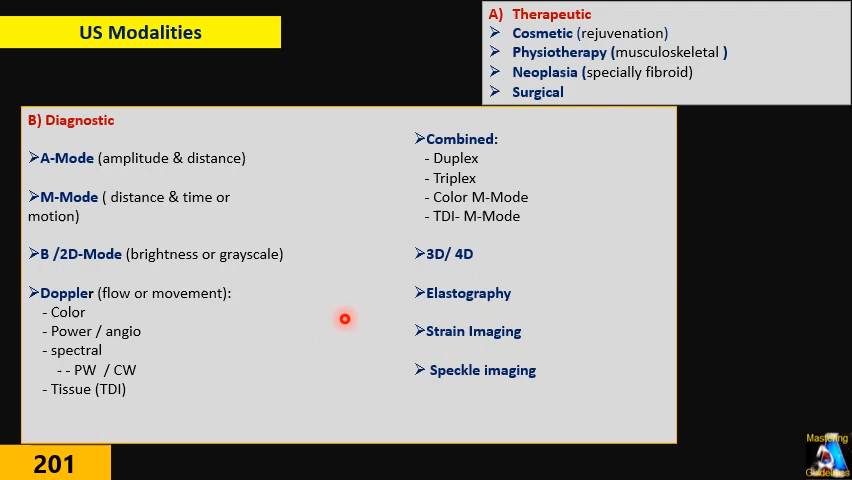 US Modalities
A) Therapeutic
➢ Cosmetic (rejuvenation)
➢ Physiotherapy (musculoskeletal )
➢ Neoplasia (specially fibroid)
➢ Surgical
B) Diagnostic
➢A-Mode (amplitude & distance)
➢M-Mode ( distance & time or
motion)
➢B /2D-Mode (brightness or grayscale)
➢Doppler (flow or movement):
- Color
- Power / angio
- spectral
- - PW / CW
- Tissue (TDI)
➢Combined:
- Duplex
- Triplex
- Color M-Mode
- TDI- M-Mode
➢3D/ 4D
➢Elastography
➢Strain Imaging
➢ Speckle imaging
201
Mastering
Guidelines